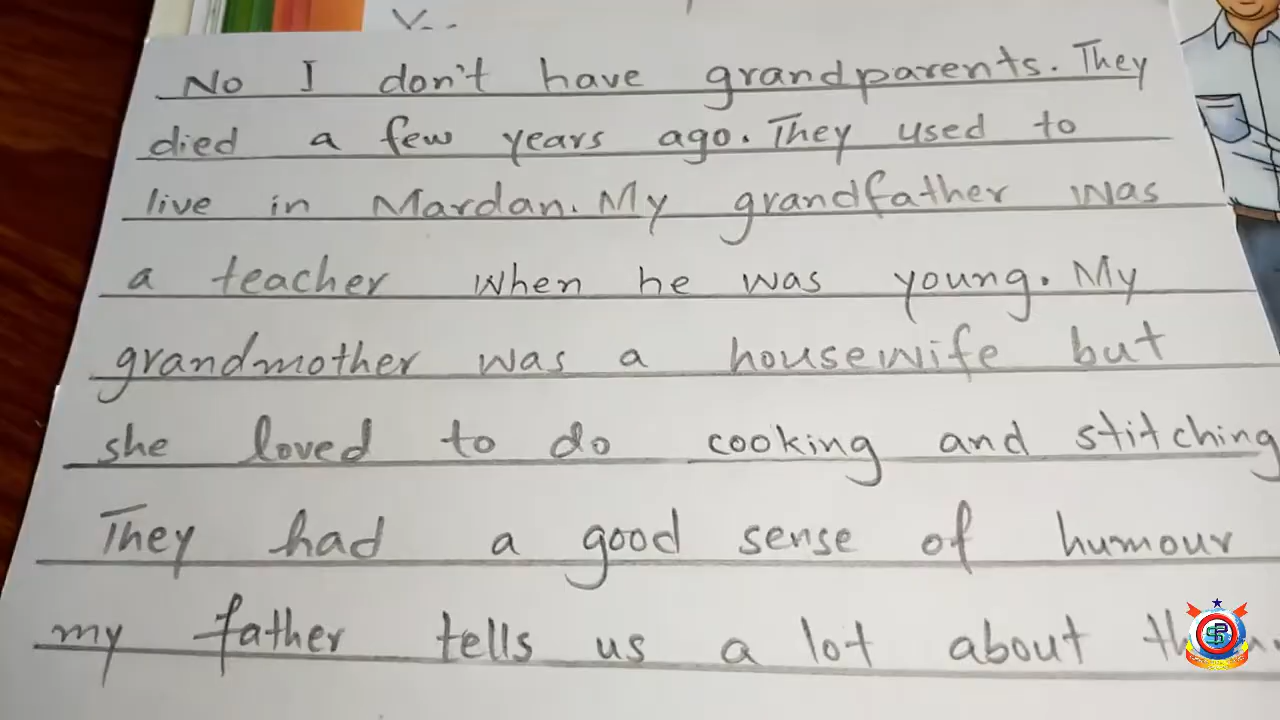 No I don't have grandparents. They
died a few years ago. They used to
live in Mardan. My grandfather was
a teacher when he was young. My
grandmother was a housewife but
she loved to do cooking and stitching
They had a good sense of humour
my father tells us a lot about